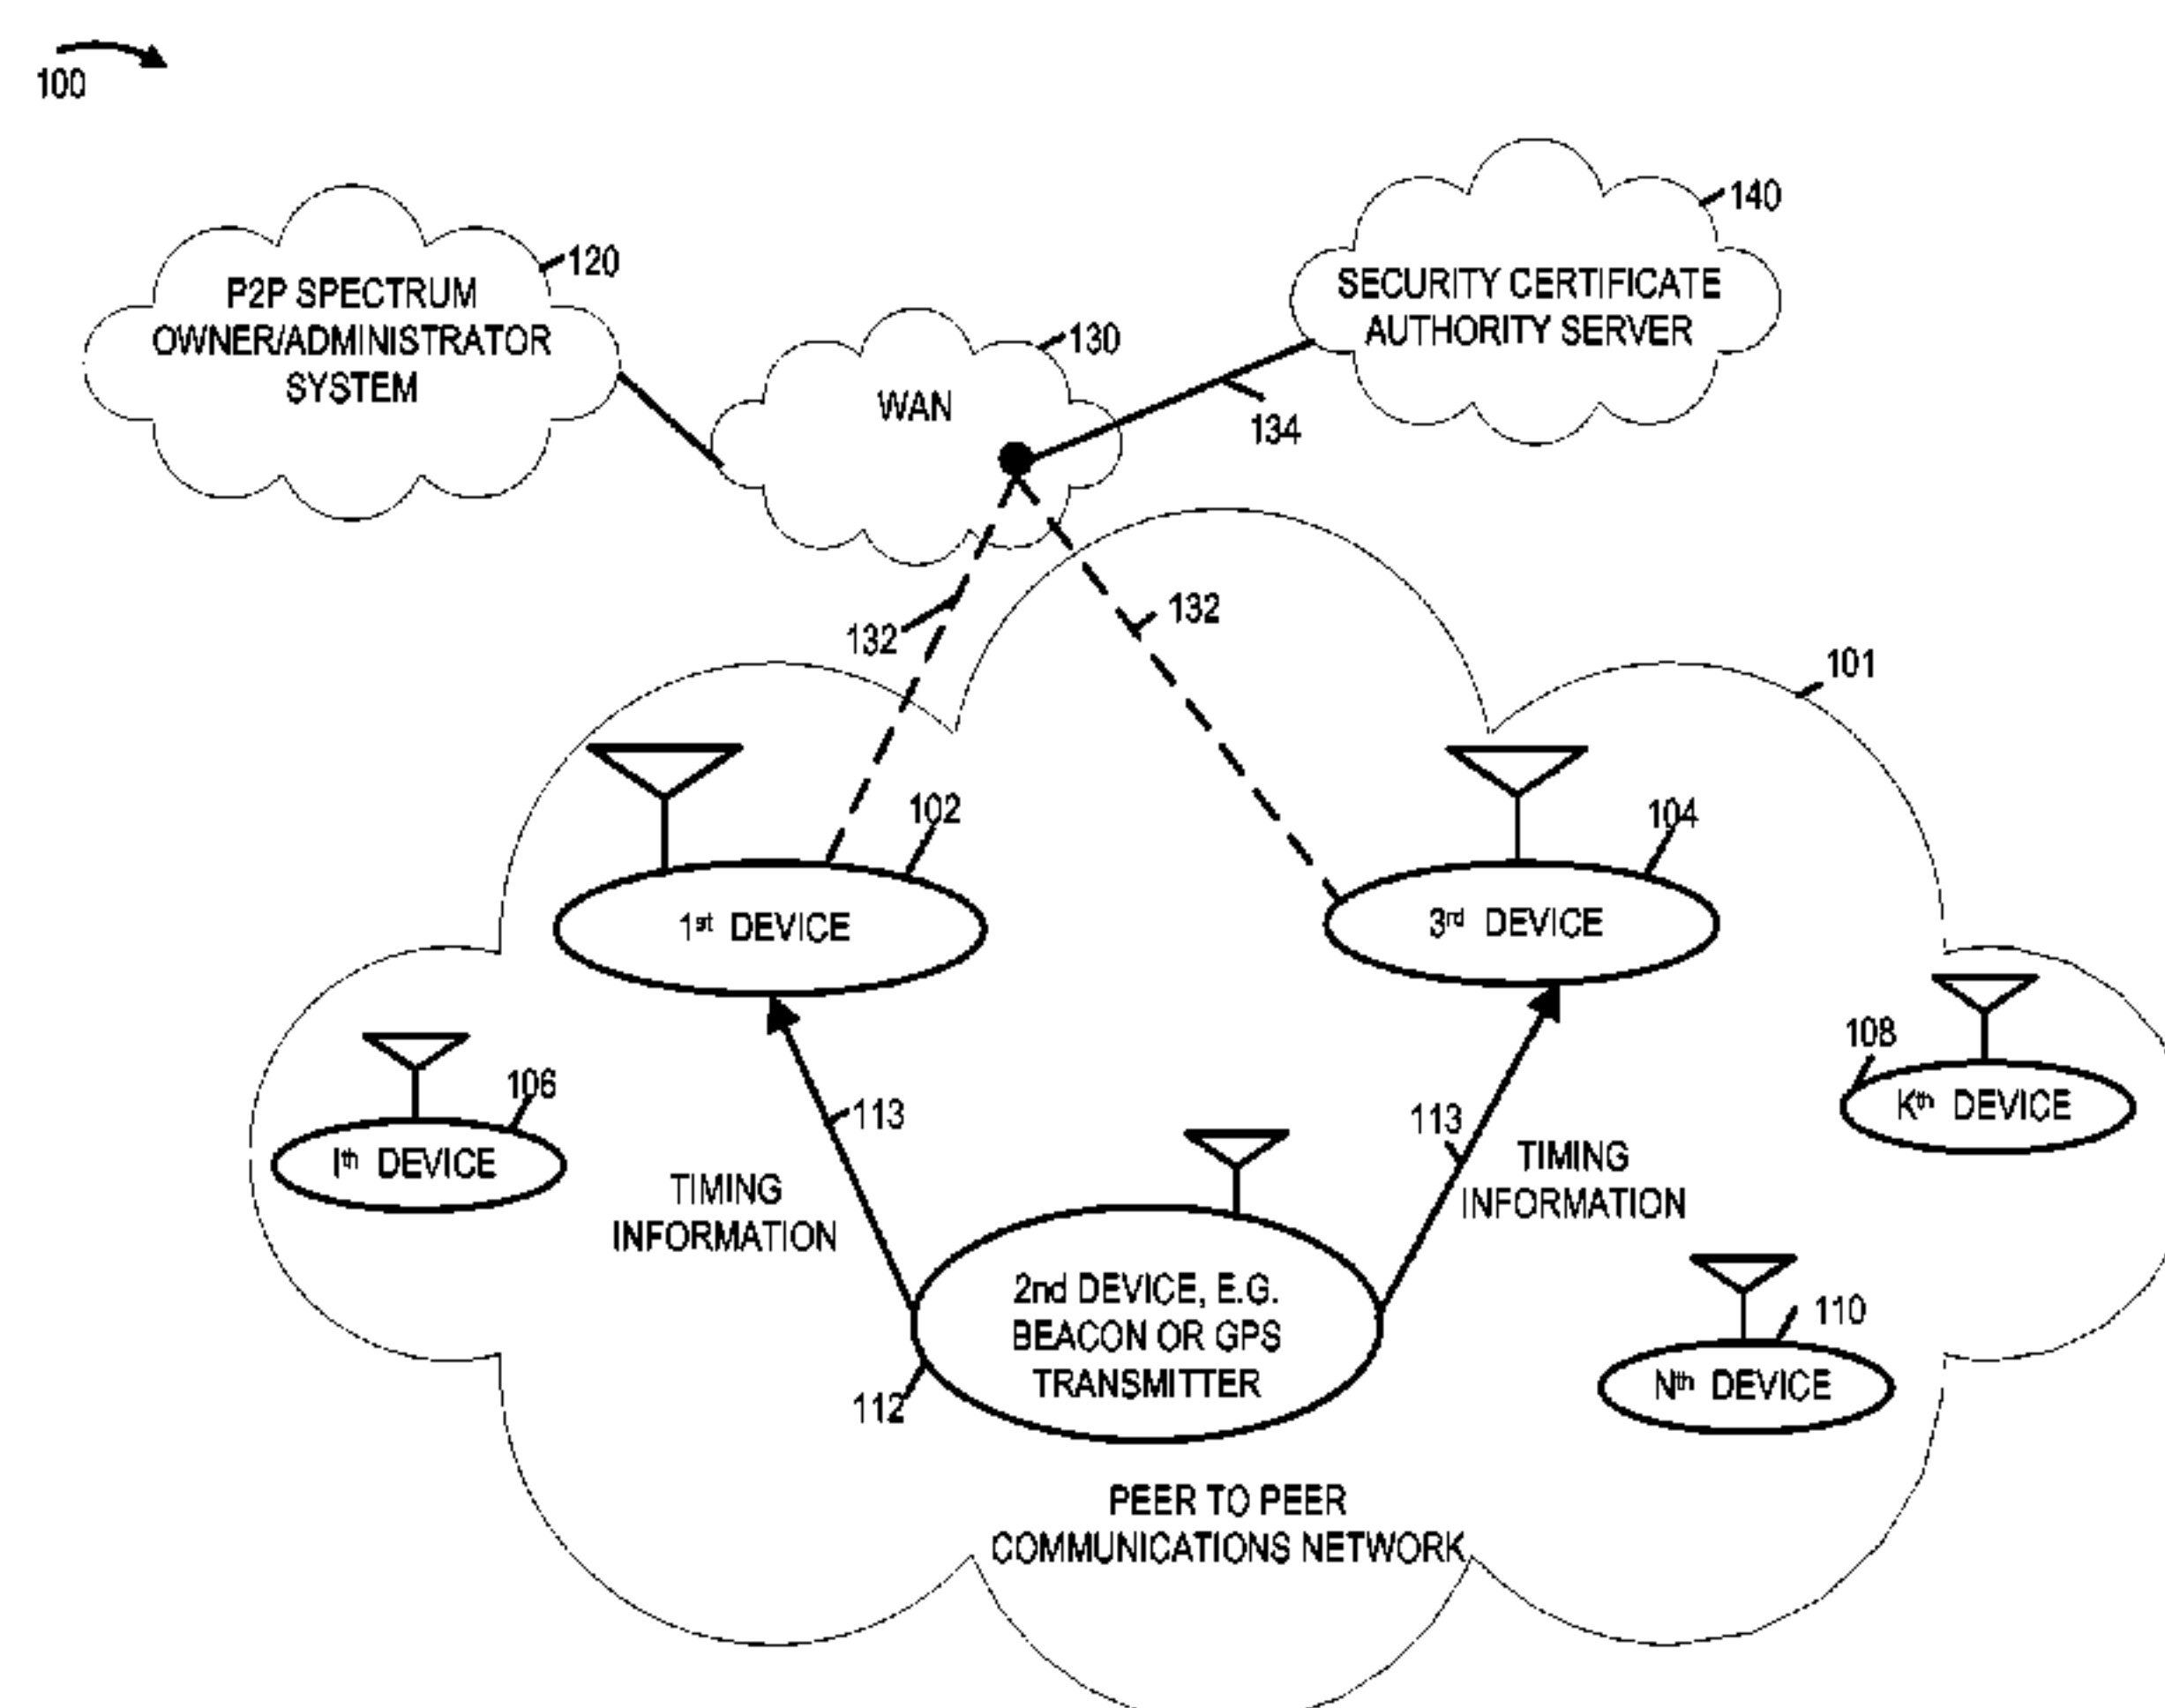 100
140
120
P2P SPECTRUM
OWNER/ADMINISTRATOR
SYSTEM
SECURITY CERTIFICATE
AUTHORITY SERVER
130
WAN
134
132
132
101
102
104
1st DEVICE
3rd DEVICE
108
106
Kth DEVICE
113
113
Ith DEVICE
TIMING
INFORMATION
TIMING
INFORMATION
110
2nd DEVICE, E.G.
BEACON OR GPS
TRANSMITTER
Nth DEVICE
112
PEER TO PEER
COMMUNICATIONS NETWORK